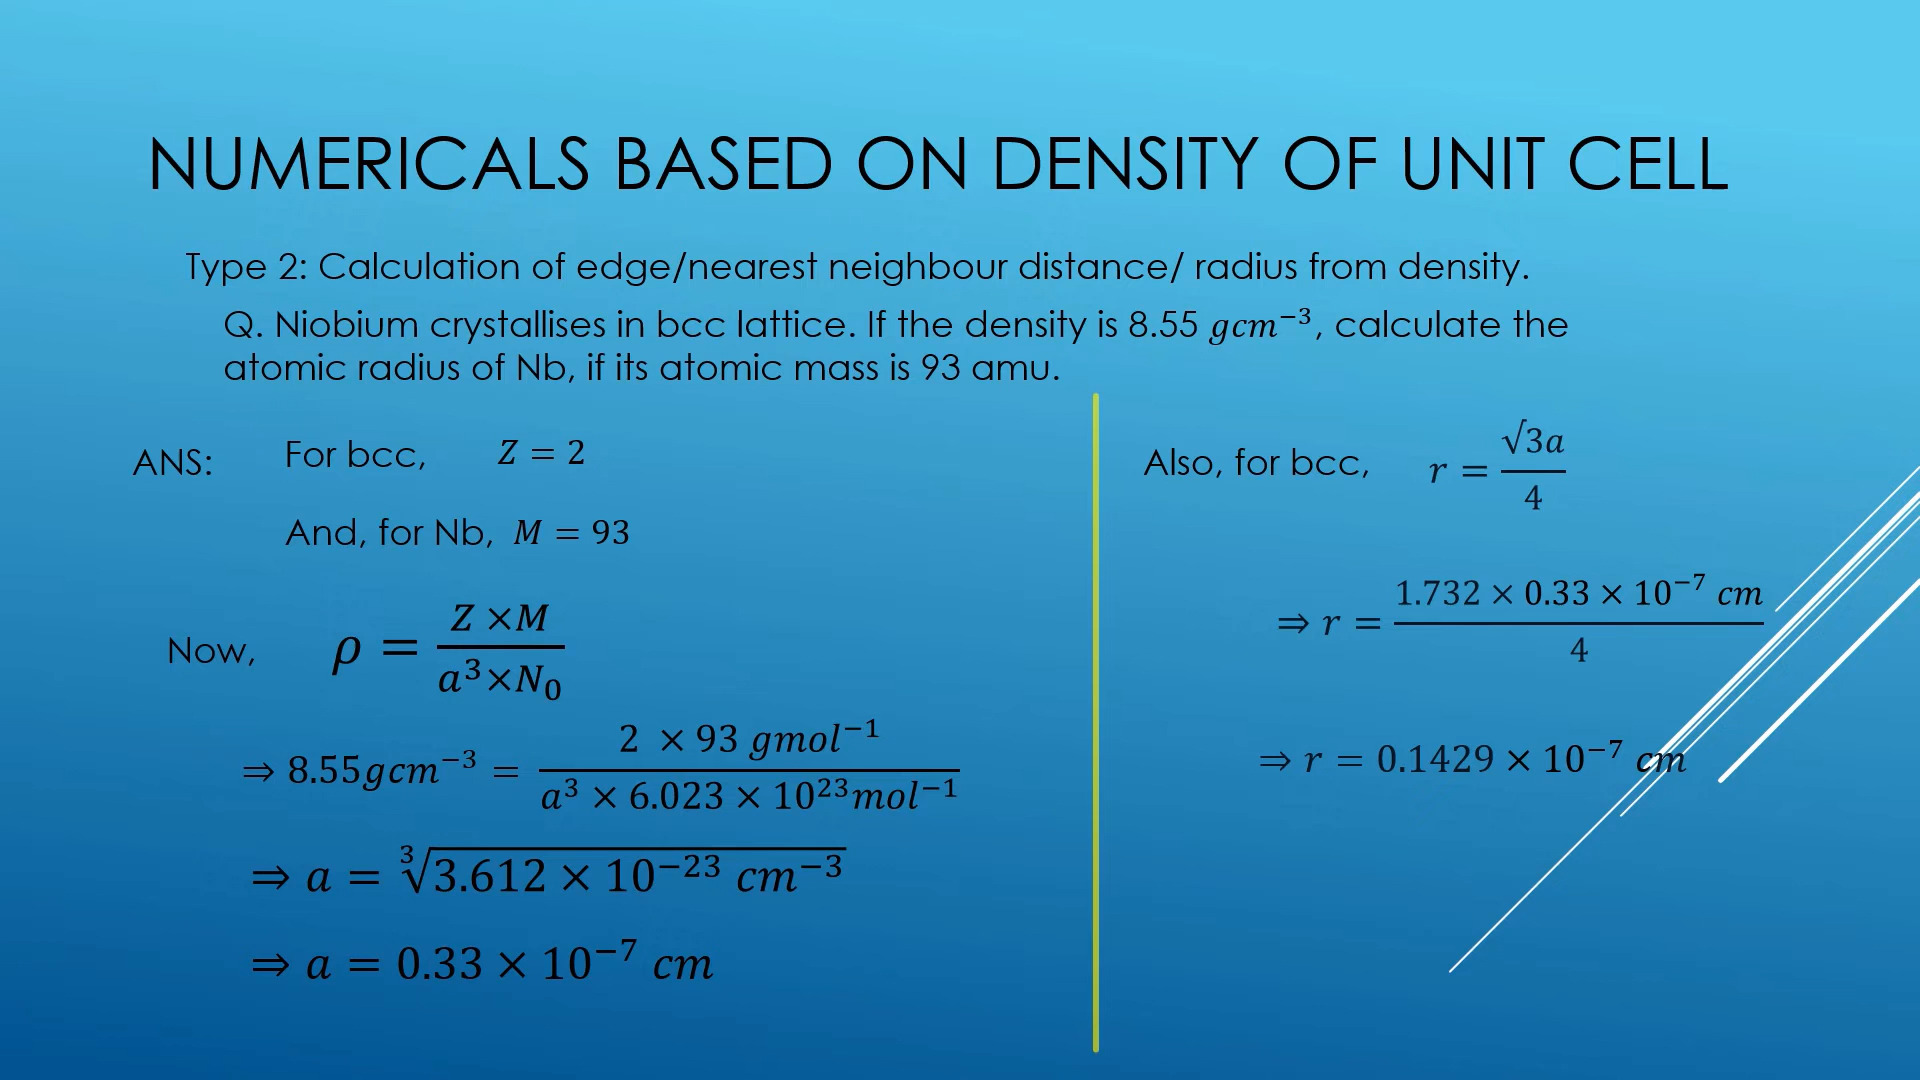 NUMERICALS BASED ON DENSITY OF UNIT CELL
Type 2: Calculation of edge/nearest neighbour distance/ radius from density.
Q. Niobium crystallises in bcc lattice. If the density is 8.55 gcm⁻³, calculate the
atomic radius of Nb, if its atomic mass is 93 amu.
ANS: For bcc, Z = 2
And, for Nb, M = 93
Now, ρ = (Z ×M)/(a³×N₀)
⇒ 8.55gcm⁻³ = (2 × 93 gmol⁻¹)/(a³ × 6.023 × 10²³mol⁻¹)
⇒ a = ∛(3.612 × 10⁻²³ cm⁻³)
⇒ a = 0.33 × 10⁻⁷ cm
Also, for bcc, r = √3a/4
⇒ r = (1.732 × 0.33 × 10⁻⁷ cm)/4
⇒ r = 0.1429 × 10⁻⁷ cm